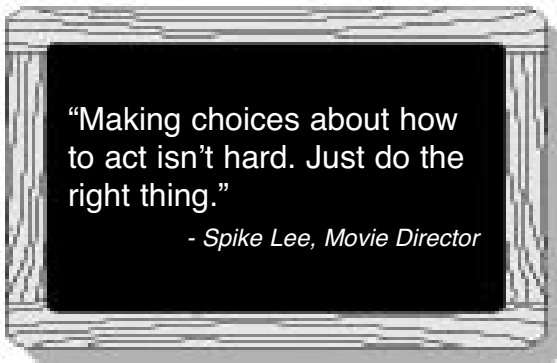 “Making choices about how
to act isn’t hard. Just do the
right thing.”
- Spike Lee, Movie Director